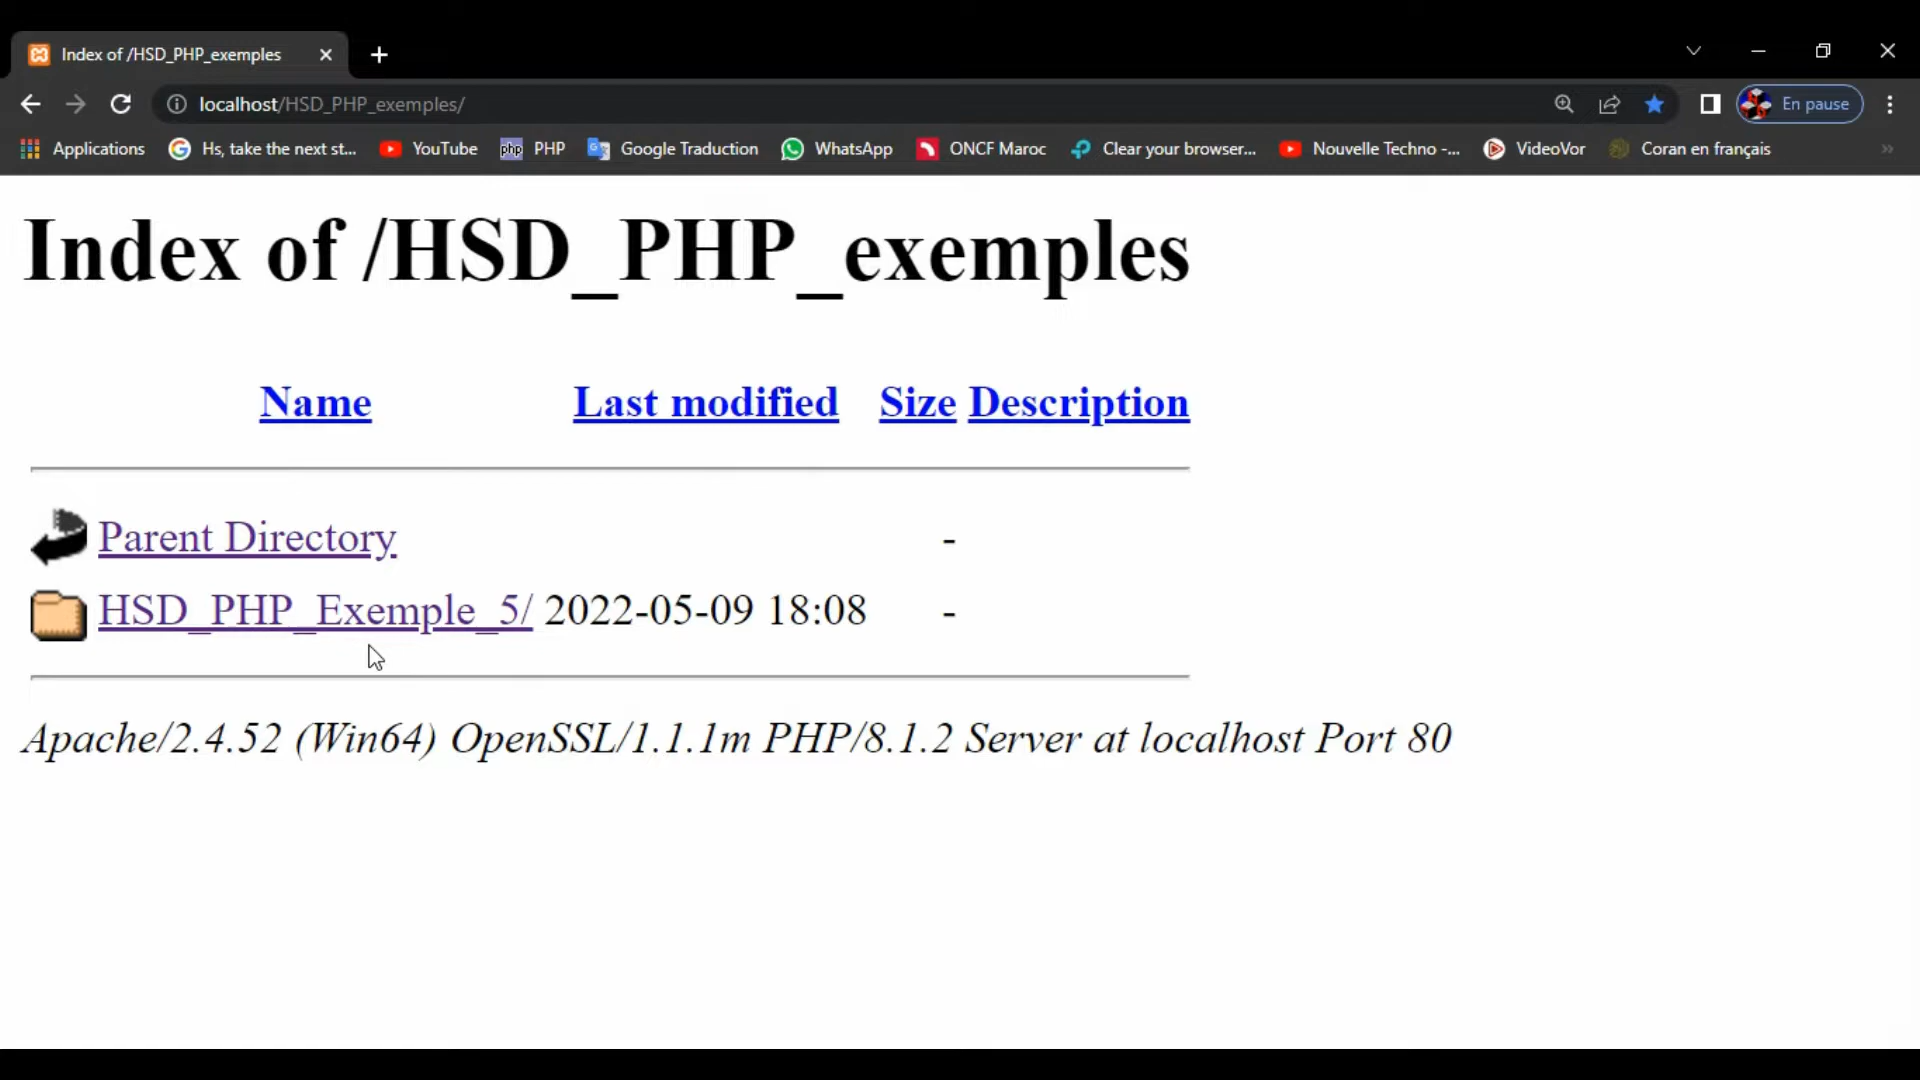 Index of /HSD_PHP_exemples
localhost/HSD_PHP_exemples/
En pause
Applications
Hs, take the next st...
YouTube
php PHP
Google Traduction
WhatsApp
ONCF Maroc
Clear your browser...
Nouvelle Techno -...
VideoVor
Coran en français
Index of /HSD_PHP_exemples
Name Last modified Size Description
Parent Directory -
HSD_PHP_Exemple_5/ 2022-05-09 18:08 -
Apache/2.4.52 (Win64) OpenSSL/1.1.1m PHP/8.1.2 Server at localhost Port 80